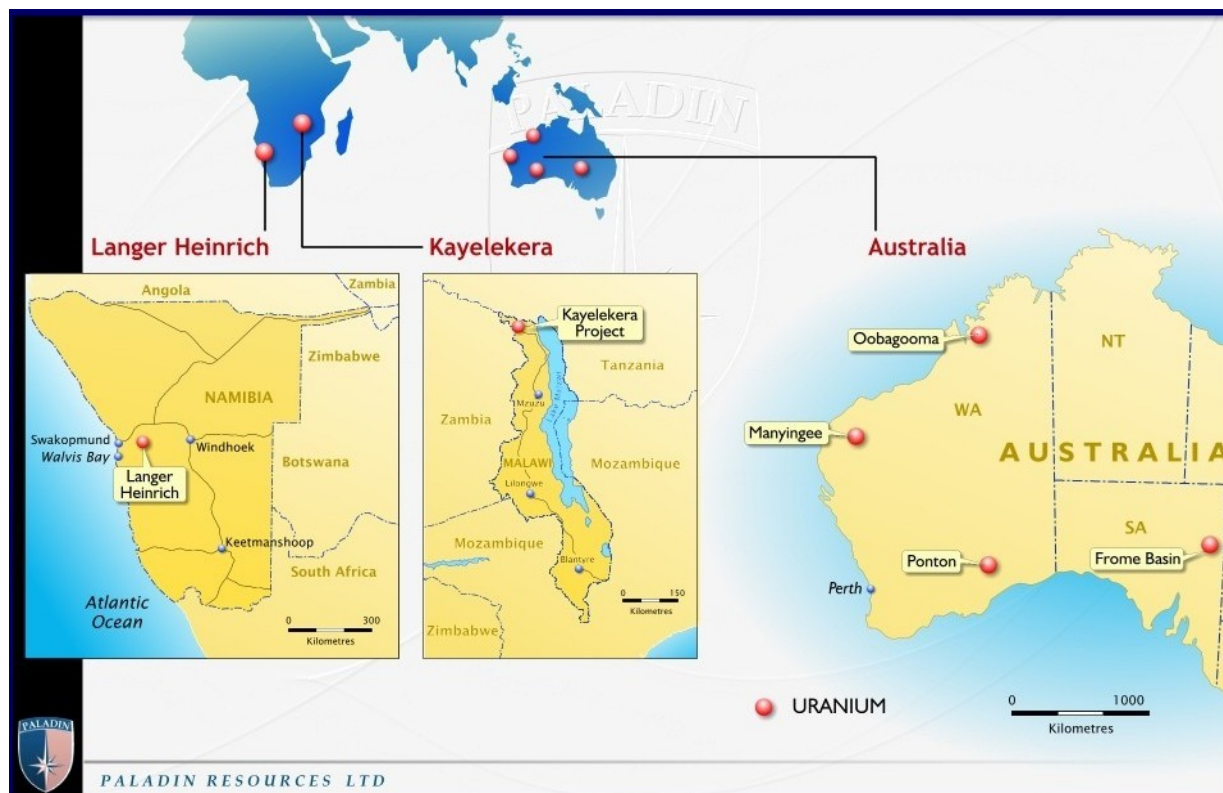 PALADIN
Langer Heinrich
Kayelekera
Australia
Angola
Zambia
Zimbabwe
NAMIBIA
Swakopmund
Walvis Bay
Windhoek
Langer
Heinrich
Botswana
Keetmanshoop
South Africa
Atlantic
Ocean
0 300
Kilometres
Kayelekera
Project
Tanzania
Mzuzu
Lake Malawi
Zambia
MALAWI
Lilongwe
Mozambique
Mozambique
Blantyre
0 150
Kilometres
Zimbabwe
Oobagooma
NT
WA
Manyingee
AUSTRALIA
SA
Ponton
Frome Basin
Perth
URANIUM
0 1000
Kilometres
PALADIN
PALADIN RESOURCES LTD